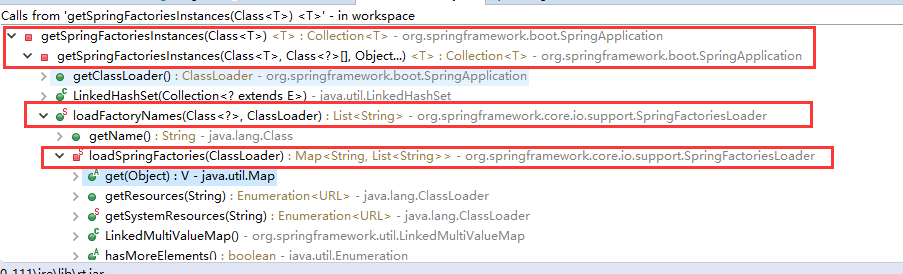 Calls from 'getSpringFactoriesInstances(Class<T>) <T>' - in workspace
getSpringFactoriesInstances(Class<T>) <T> : Collection<T> - org.springframework.boot.SpringApplication
getSpringFactoriesInstances(Class<T>, Class<?>[], Object...) <T> : Collection<T> - org.springframework.boot.SpringApplication
getClassLoader() : ClassLoader - org.springframework.boot.SpringApplication
LinkedHashSet(Collection<? extends E>) - java.util.LinkedHashSet
loadFactoryNames(Class<?>, ClassLoader) : List<String> - org.springframework.core.io.support.SpringFactoriesLoader
getName() : String - java.lang.Class
loadSpringFactories(ClassLoader) : Map<String, List<String>> - org.springframework.core.io.support.SpringFactoriesLoader
get(Object) : V - java.util.Map
getResources(String) : Enumeration<URL> - java.lang.ClassLoader
getSystemResources(String) : Enumeration<URL> - java.lang.ClassLoader
LinkedMultiValueMap() - org.springframework.util.LinkedMultiValueMap
hasMoreElements() : boolean - java.util.Enumeration